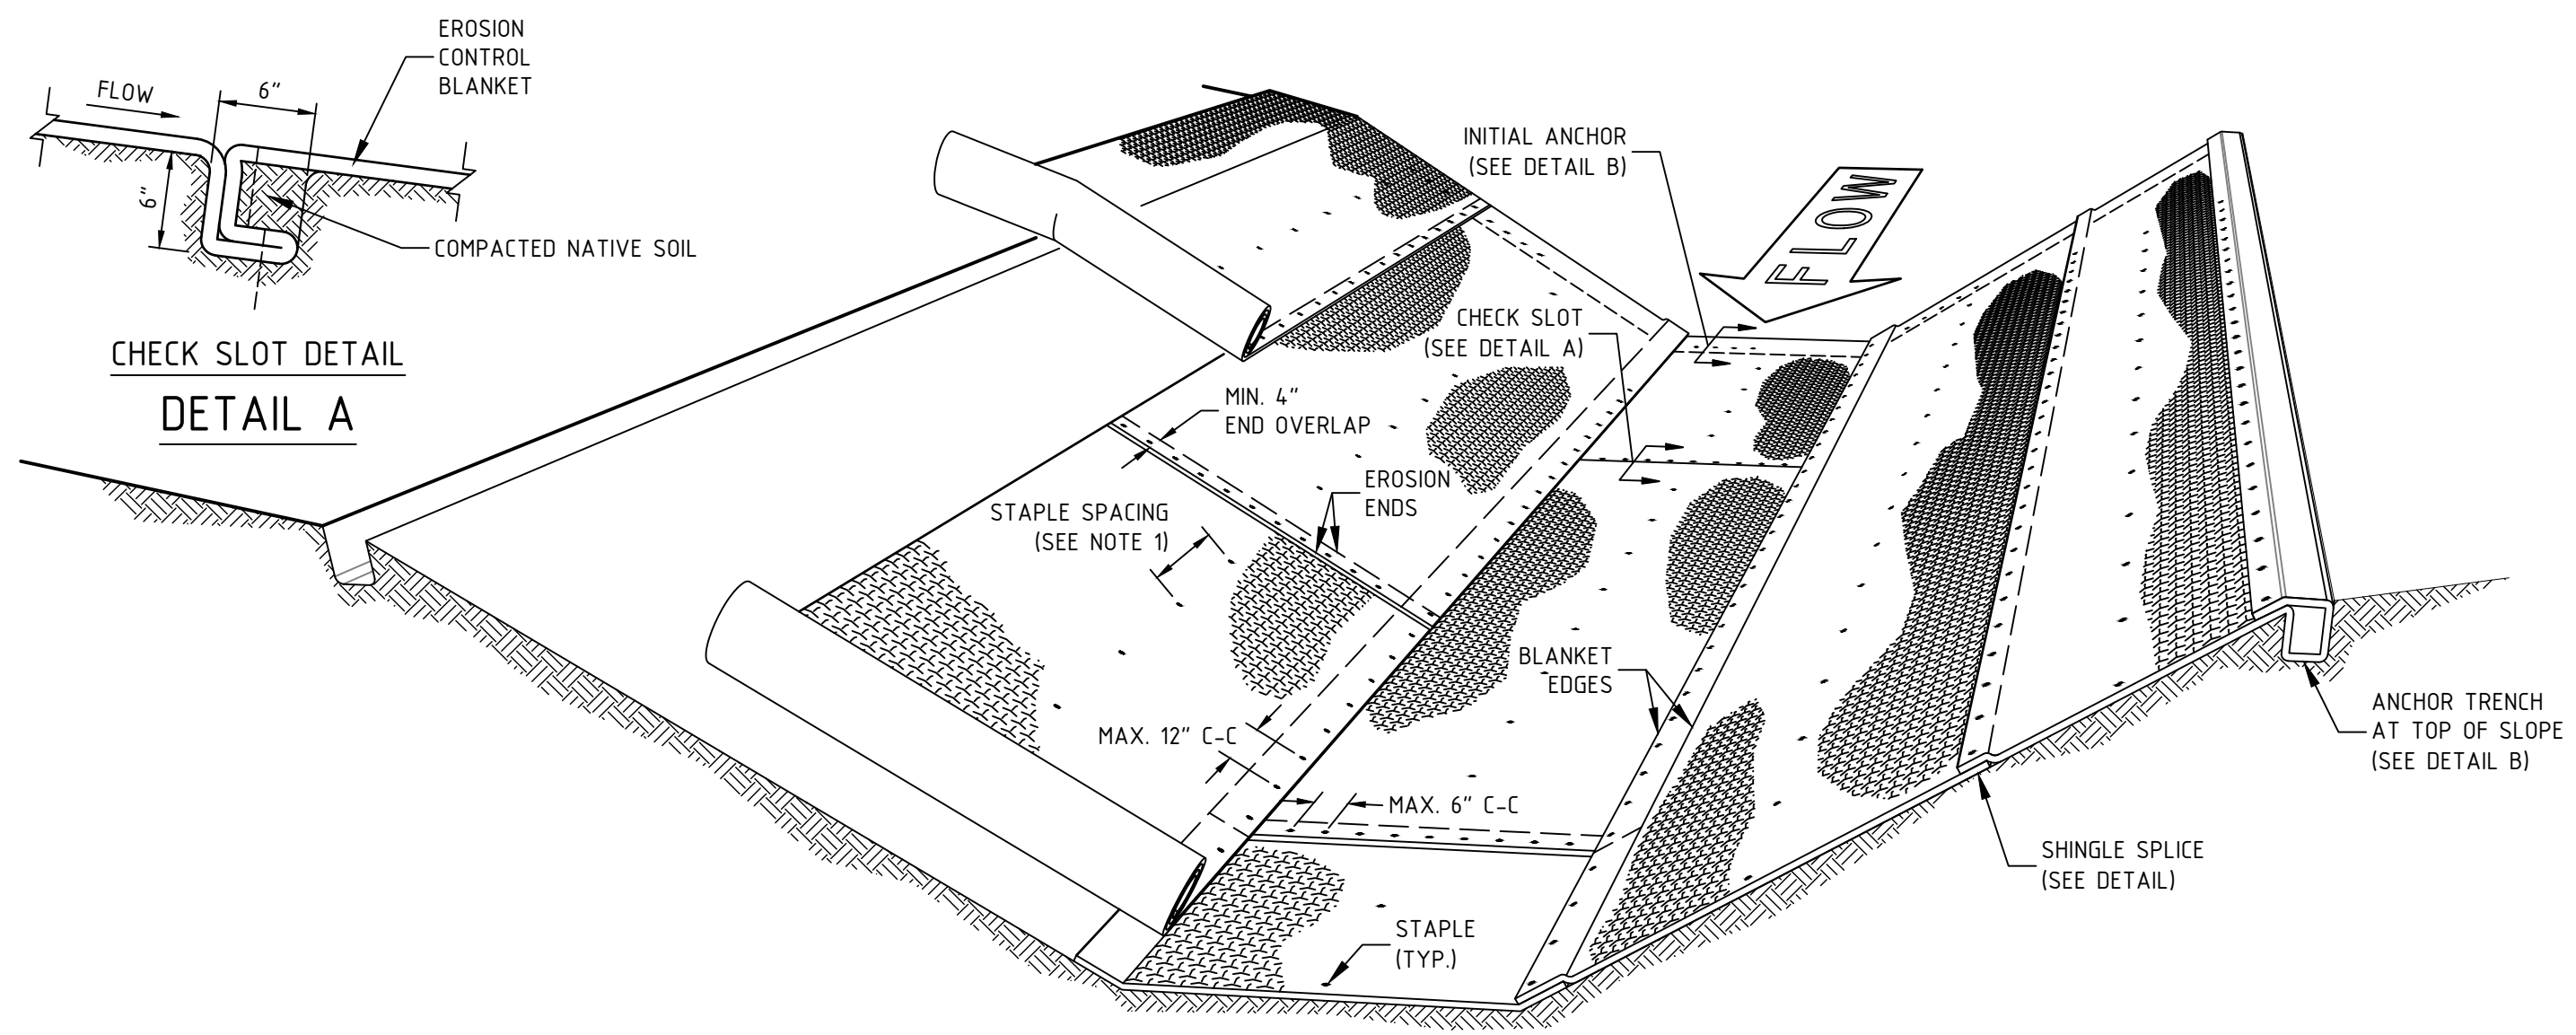 EROSION
CONTROL
BLANKET
FLOW
6"
6"
COMPACTED NATIVE SOIL
CHECK SLOT DETAIL
DETAIL A
INITIAL ANCHOR
(SEE DETAIL B)
FLOW
CHECK SLOT
(SEE DETAIL A)
MIN. 4"
END OVERLAP
EROSION
ENDS
STAPLE SPACING
(SEE NOTE 1)
BLANKET
EDGES
MAX. 12" C-C
MAX. 6" C-C
ANCHOR TRENCH
AT TOP OF SLOPE
(SEE DETAIL B)
SHINGLE SPLICE
(SEE DETAIL)
STAPLE
(TYP.)